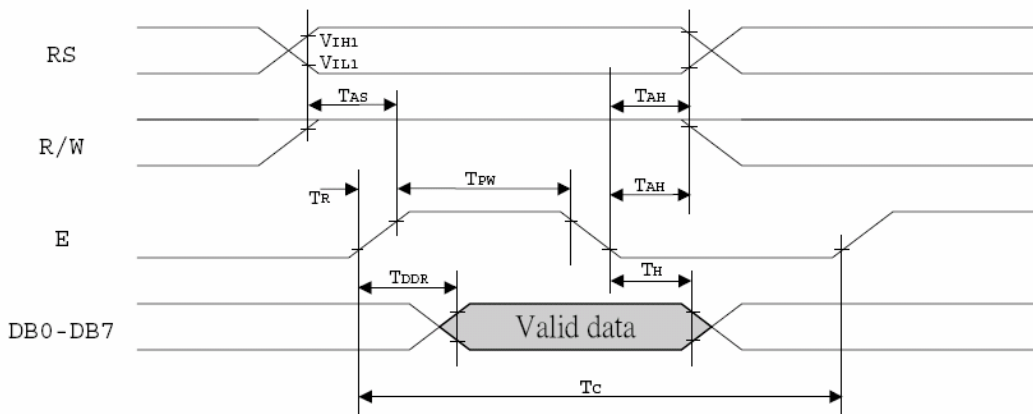 RS
VIH1
VIL1
TAS
TAH
R/W
TR
TPW
TAH
E
TDDR
TH
DB0-DB7
Valid data
TC